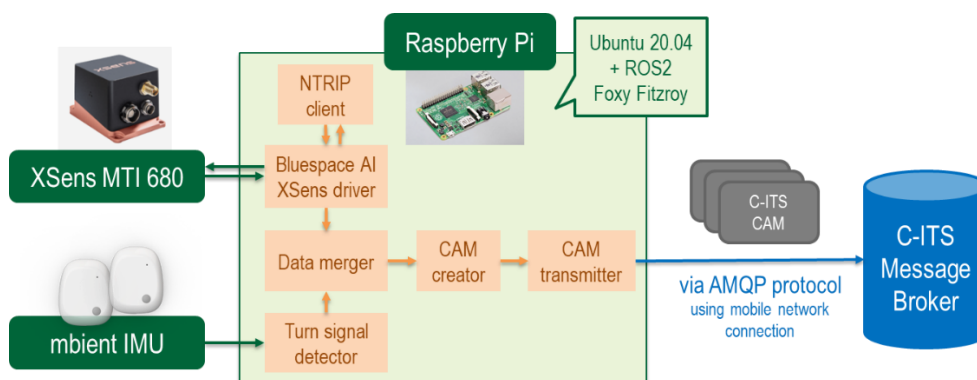 Raspberry Pi
Ubuntu 20.04
+ ROS2
Foxy Fitzroy
xsens
NTRIP
client
XSens MTI 680
Bluespace AI
XSens driver
C-ITS
CAM
Data merger
CAM
creator
CAM
transmitter
C-ITS
Message
Broker
via AMQP protocol
using mobile network
connection
mbient IMU
Turn signal
detector